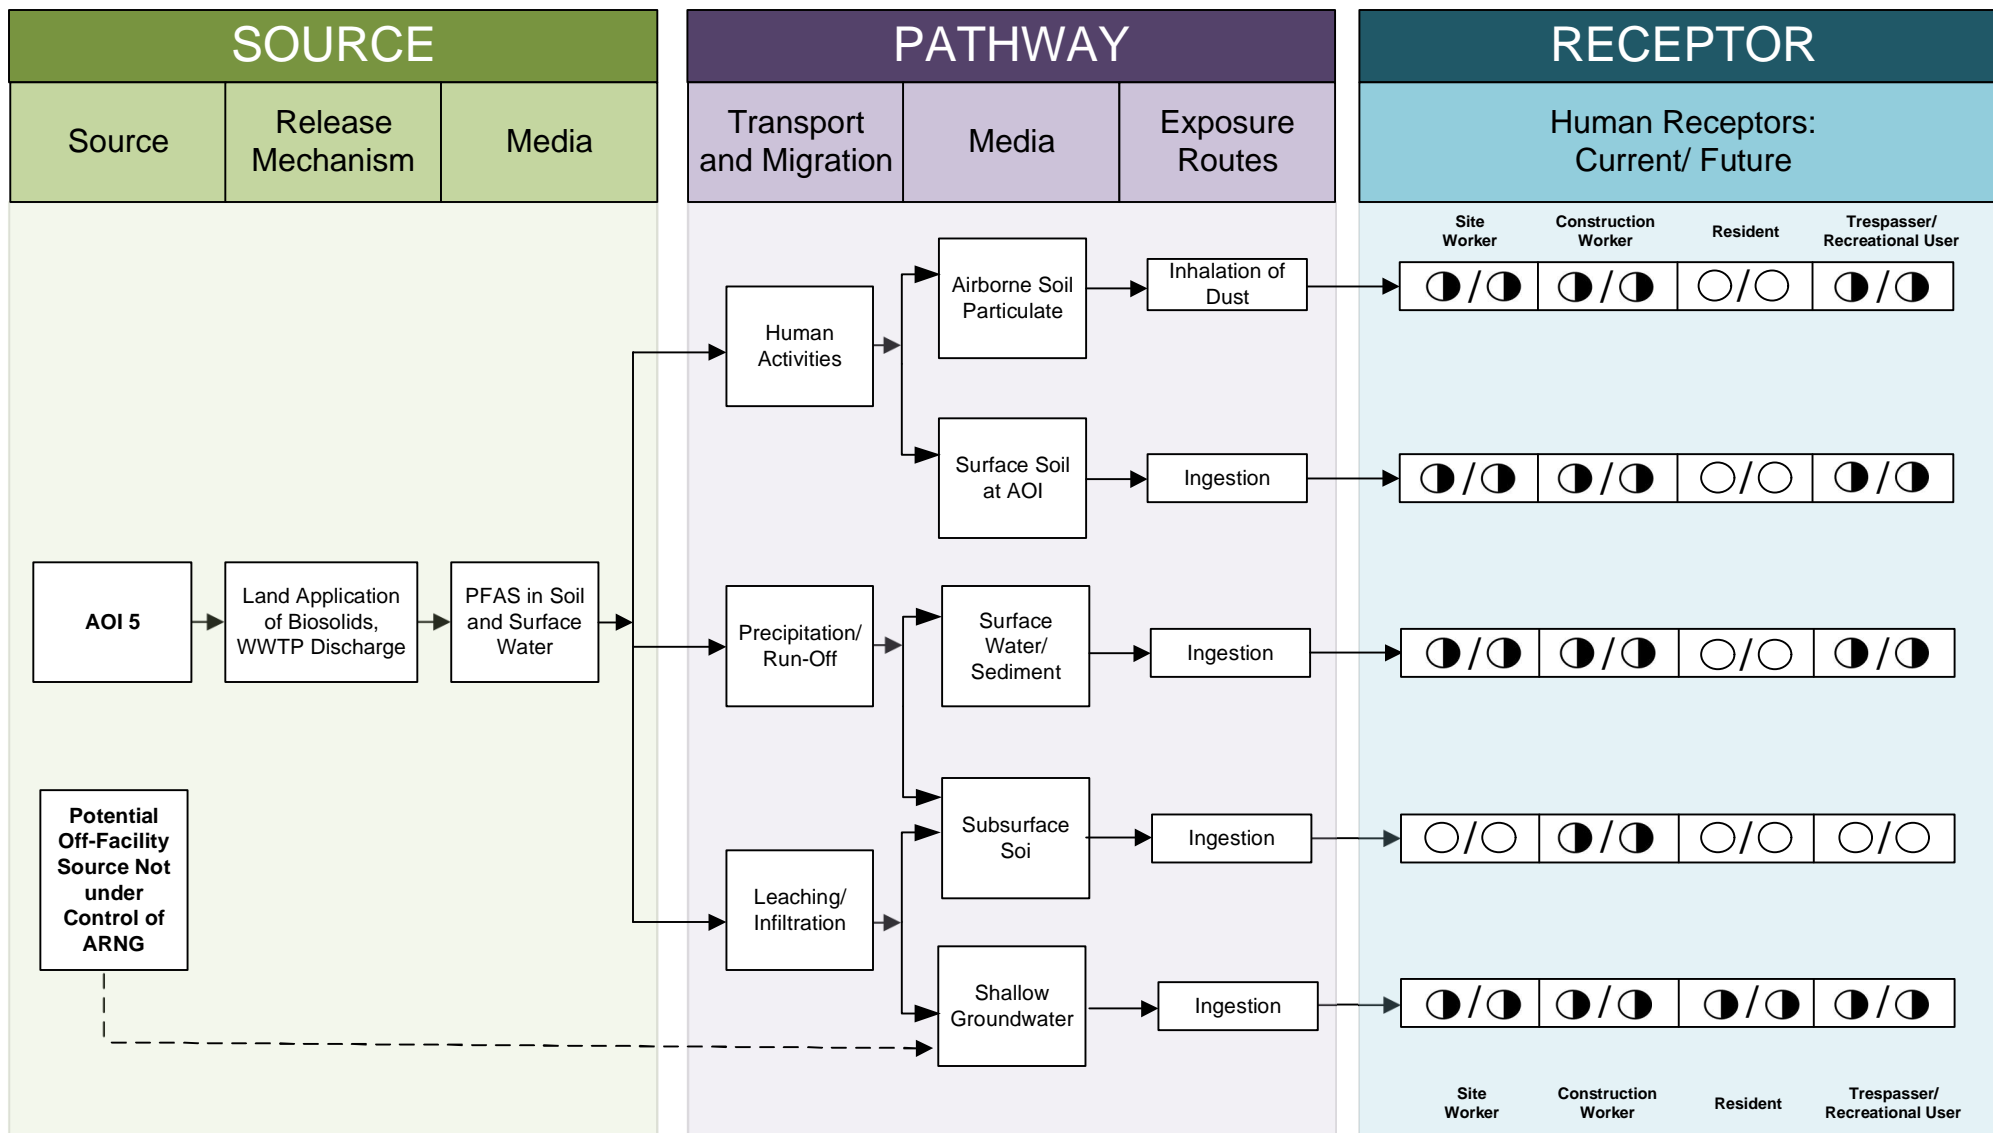 SOURCE
PATHWAY
RECEPTOR
Source
Release
Mechanism
Media
Transport
and Migration
Media
Exposure
Routes
Human Receptors:
Current/ Future
Site
Worker
Construction
Worker
Resident
Trespasser/
Recreational User
Human
Activities
Airborne Soil
Particulate
Inhalation of
Dust
/
/
/
/
Surface Soil
at AOI
Ingestion
/
/
/
/
AOI 5
Land Application
of Biosolids,
WWTP Discharge
PFAS in Soil
and Surface
Water
Precipitation/
Run-Off
Surface
Water/
Sediment
Ingestion
/
/
/
/
Potential
Off-Facility
Source Not
under
Control of
ARNG
Leaching/
Infiltration
Subsurface
Soi
Ingestion
/
/
/
/
Shallow
Groundwater
Ingestion
/
/
/
/
Site
Worker
Construction
Worker
Resident
Trespasser/
Recreational User